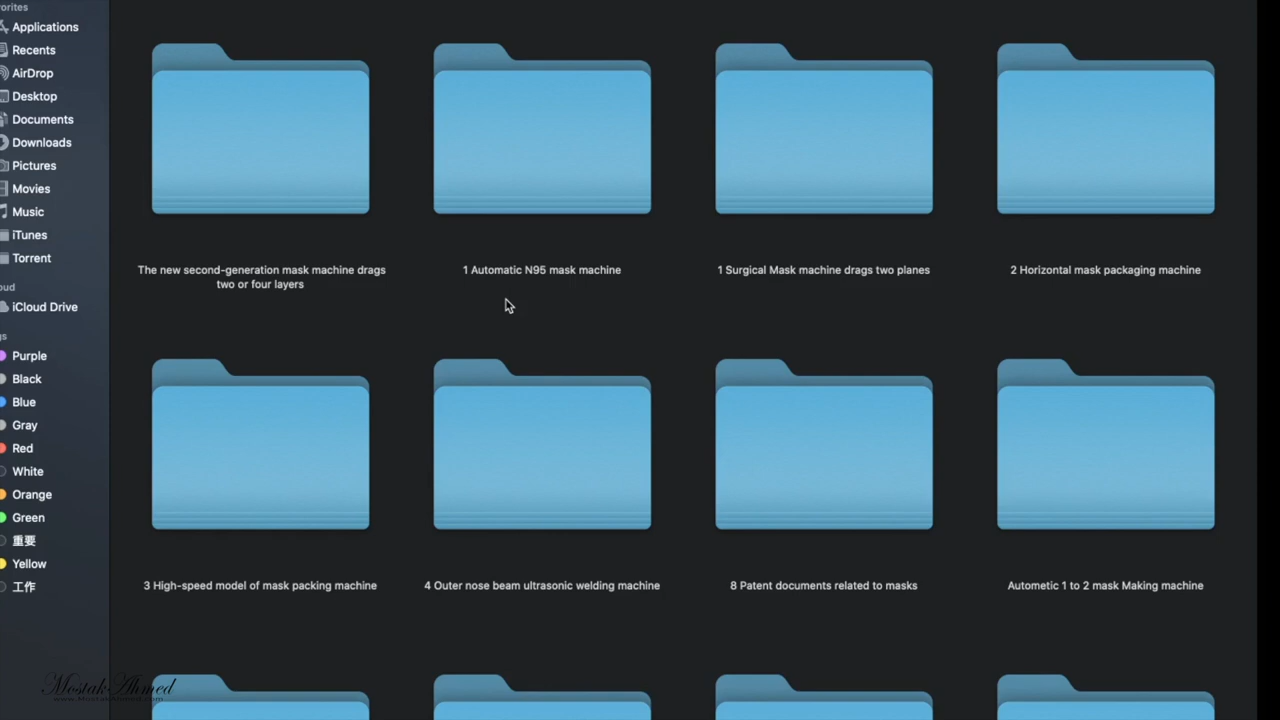 orites
Applications
Recents
AirDrop
Desktop
Documents
Downloads
Pictures
Movies
Music
iTunes
Torrent
oud
iCloud Drive
gs
Purple
Black
Blue
Gray
Red
White
Orange
Green
重要
Yellow
工作
The new second-generation mask machine drags
two or four layers
1 Automatic N95 mask machine
1 Surgical Mask machine drags two planes
2 Horizontal mask packaging machine
3 High-speed model of mask packing machine
4 Outer nose beam ultrasonic welding machine
8 Patent documents related to masks
Autometic 1 to 2 mask Making machine
Mostak Ahmed
www.MostakAhmed.com